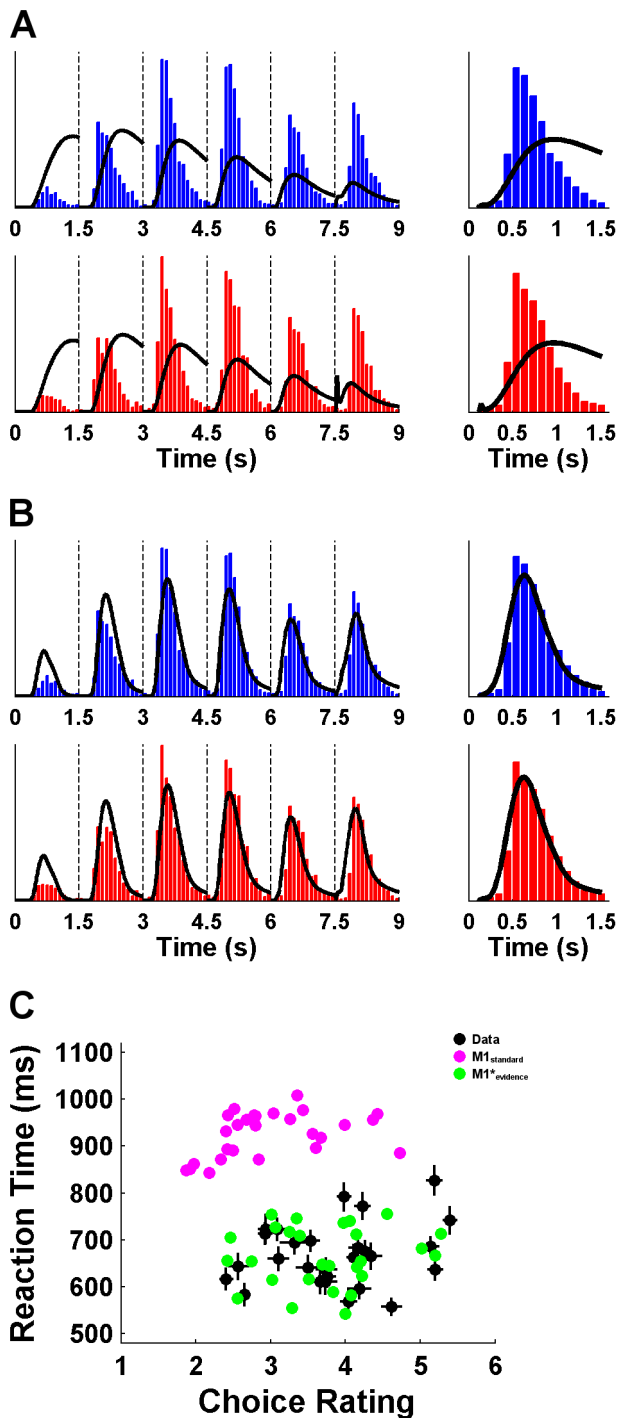 A
0 1.5 3 4.5 6 7.5 9 0 0.5 1 1.5
0 1.5 3 4.5 6 7.5 9 0 0.5 1 1.5
Time (s) Time (s)
B
0 1.5 3 4.5 6 7.5 9 0 0.5 1 1.5
0 1.5 3 4.5 6 7.5 9 0 0.5 1 1.5
Time (s) Time (s)
C
Data
M1standard
M1*evidence
1100
1000
900
800
700
600
500
Reaction Time (ms)
1 2 3 4 5 6
Choice Rating